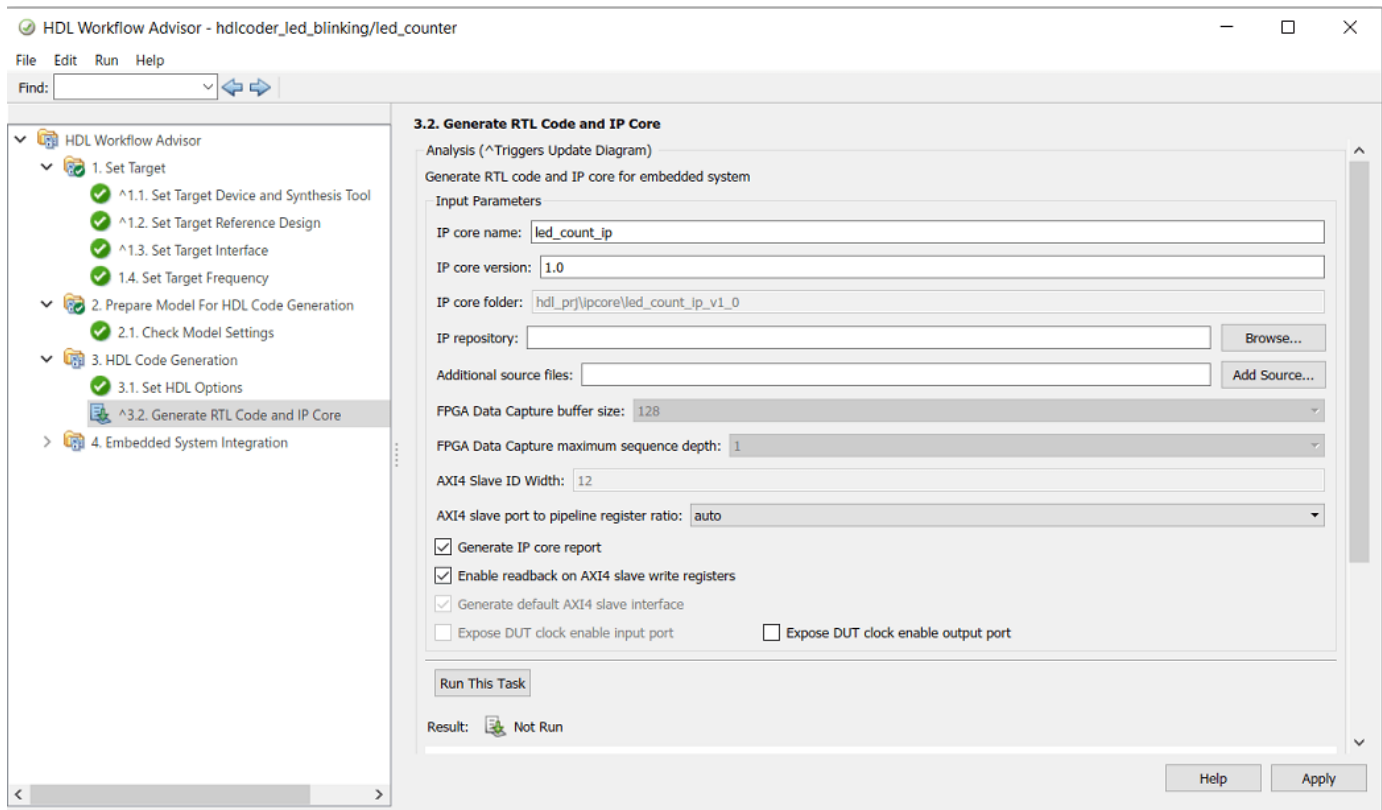 HDL Workflow Advisor - hdlcoder_led_blinking/led_counter
File Edit Run Help
Find:
HDL Workflow Advisor
1. Set Target
^1.1. Set Target Device and Synthesis Tool
^1.2. Set Target Reference Design
^1.3. Set Target Interface
1.4. Set Target Frequency
2. Prepare Model For HDL Code Generation
2.1. Check Model Settings
3. HDL Code Generation
3.1. Set HDL Options
^3.2. Generate RTL Code and IP Core
4. Embedded System Integration
3.2. Generate RTL Code and IP Core
Analysis (^Triggers Update Diagram)
Generate RTL code and IP core for embedded system
Input Parameters
IP core name: led_count_ip
IP core version: 1.0
IP core folder: hdl_prj\ipcore\led_count_ip_v1_0
IP repository: Browse...
Additional source files: Add Source...
FPGA Data Capture buffer size: 128
FPGA Data Capture maximum sequence depth: 1
AXI4 Slave ID Width: 12
AXI4 slave port to pipeline register ratio: auto
Generate IP core report
Enable readback on AXI4 slave write registers
Generate default AXI4 slave interface
Expose DUT clock enable input port Expose DUT clock enable output port
Run This Task
Result: Not Run
Help Apply